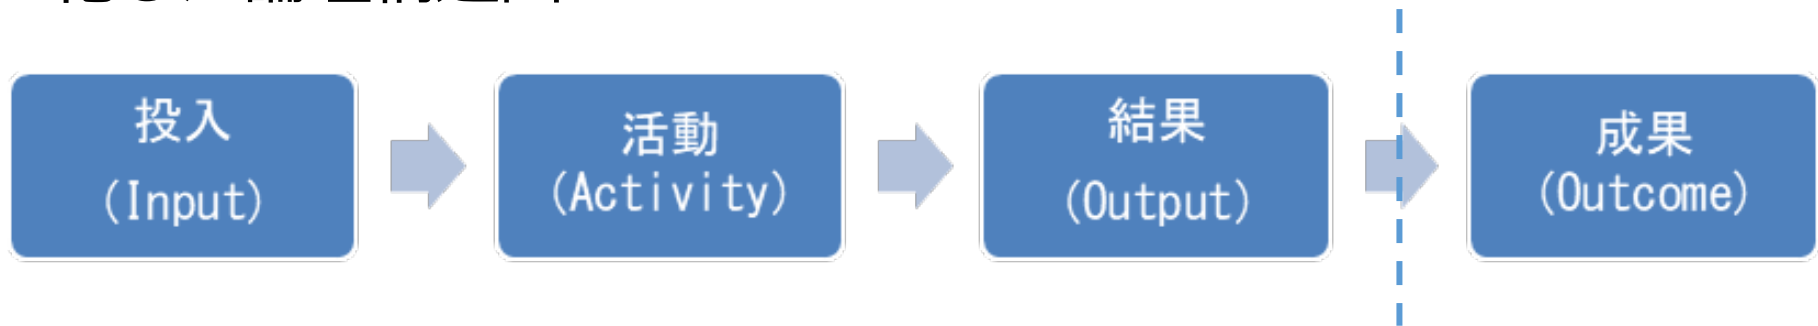 投入
(Input)
活動
(Activity)
結果
(Output)
成果
(Outcome)